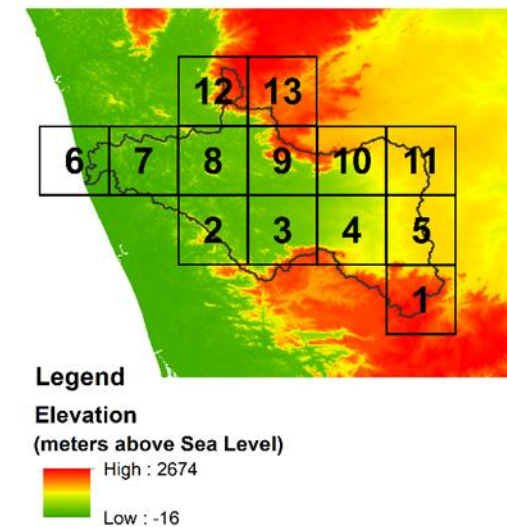 12 13
6 7 8 9 10 11
2 3 4 5
1
Legend
Elevation
(meters above Sea Level)
High : 2674
Low : -16